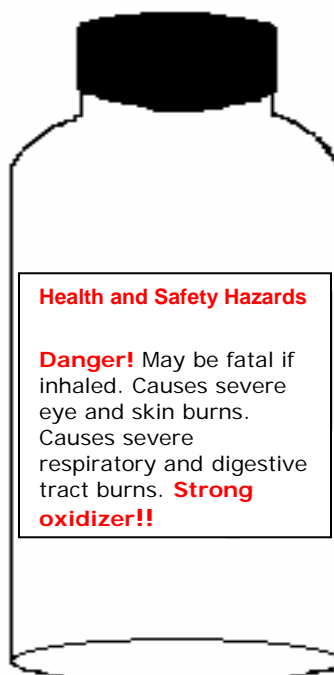 Health and Safety Hazards
Danger! May be fatal if
inhaled. Causes severe
eye and skin burns.
Causes severe
respiratory and digestive
tract burns. Strong
oxidizer!!